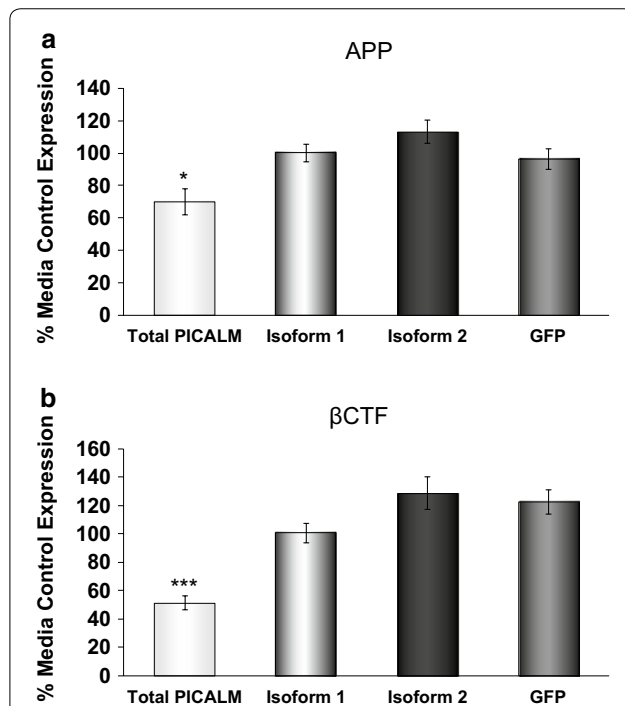 a
APP
% Media Control Expression
140
120
100
80
60
40
20
0
*
Total PICALM Isoform 1 Isoform 2 GFP
b
βCTF
% Media Control Expression
160
140
120
100
80
60
40
20
0
***
Total PICALM Isoform 1 Isoform 2 GFP